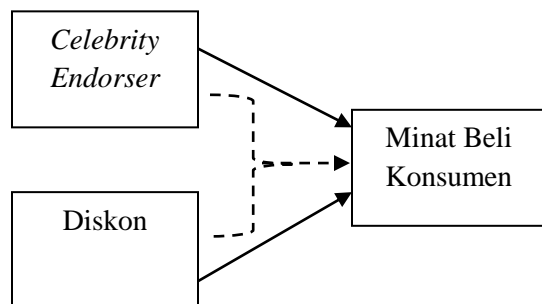 Celebrity
Endorser
Minat Beli
Konsumen
Diskon